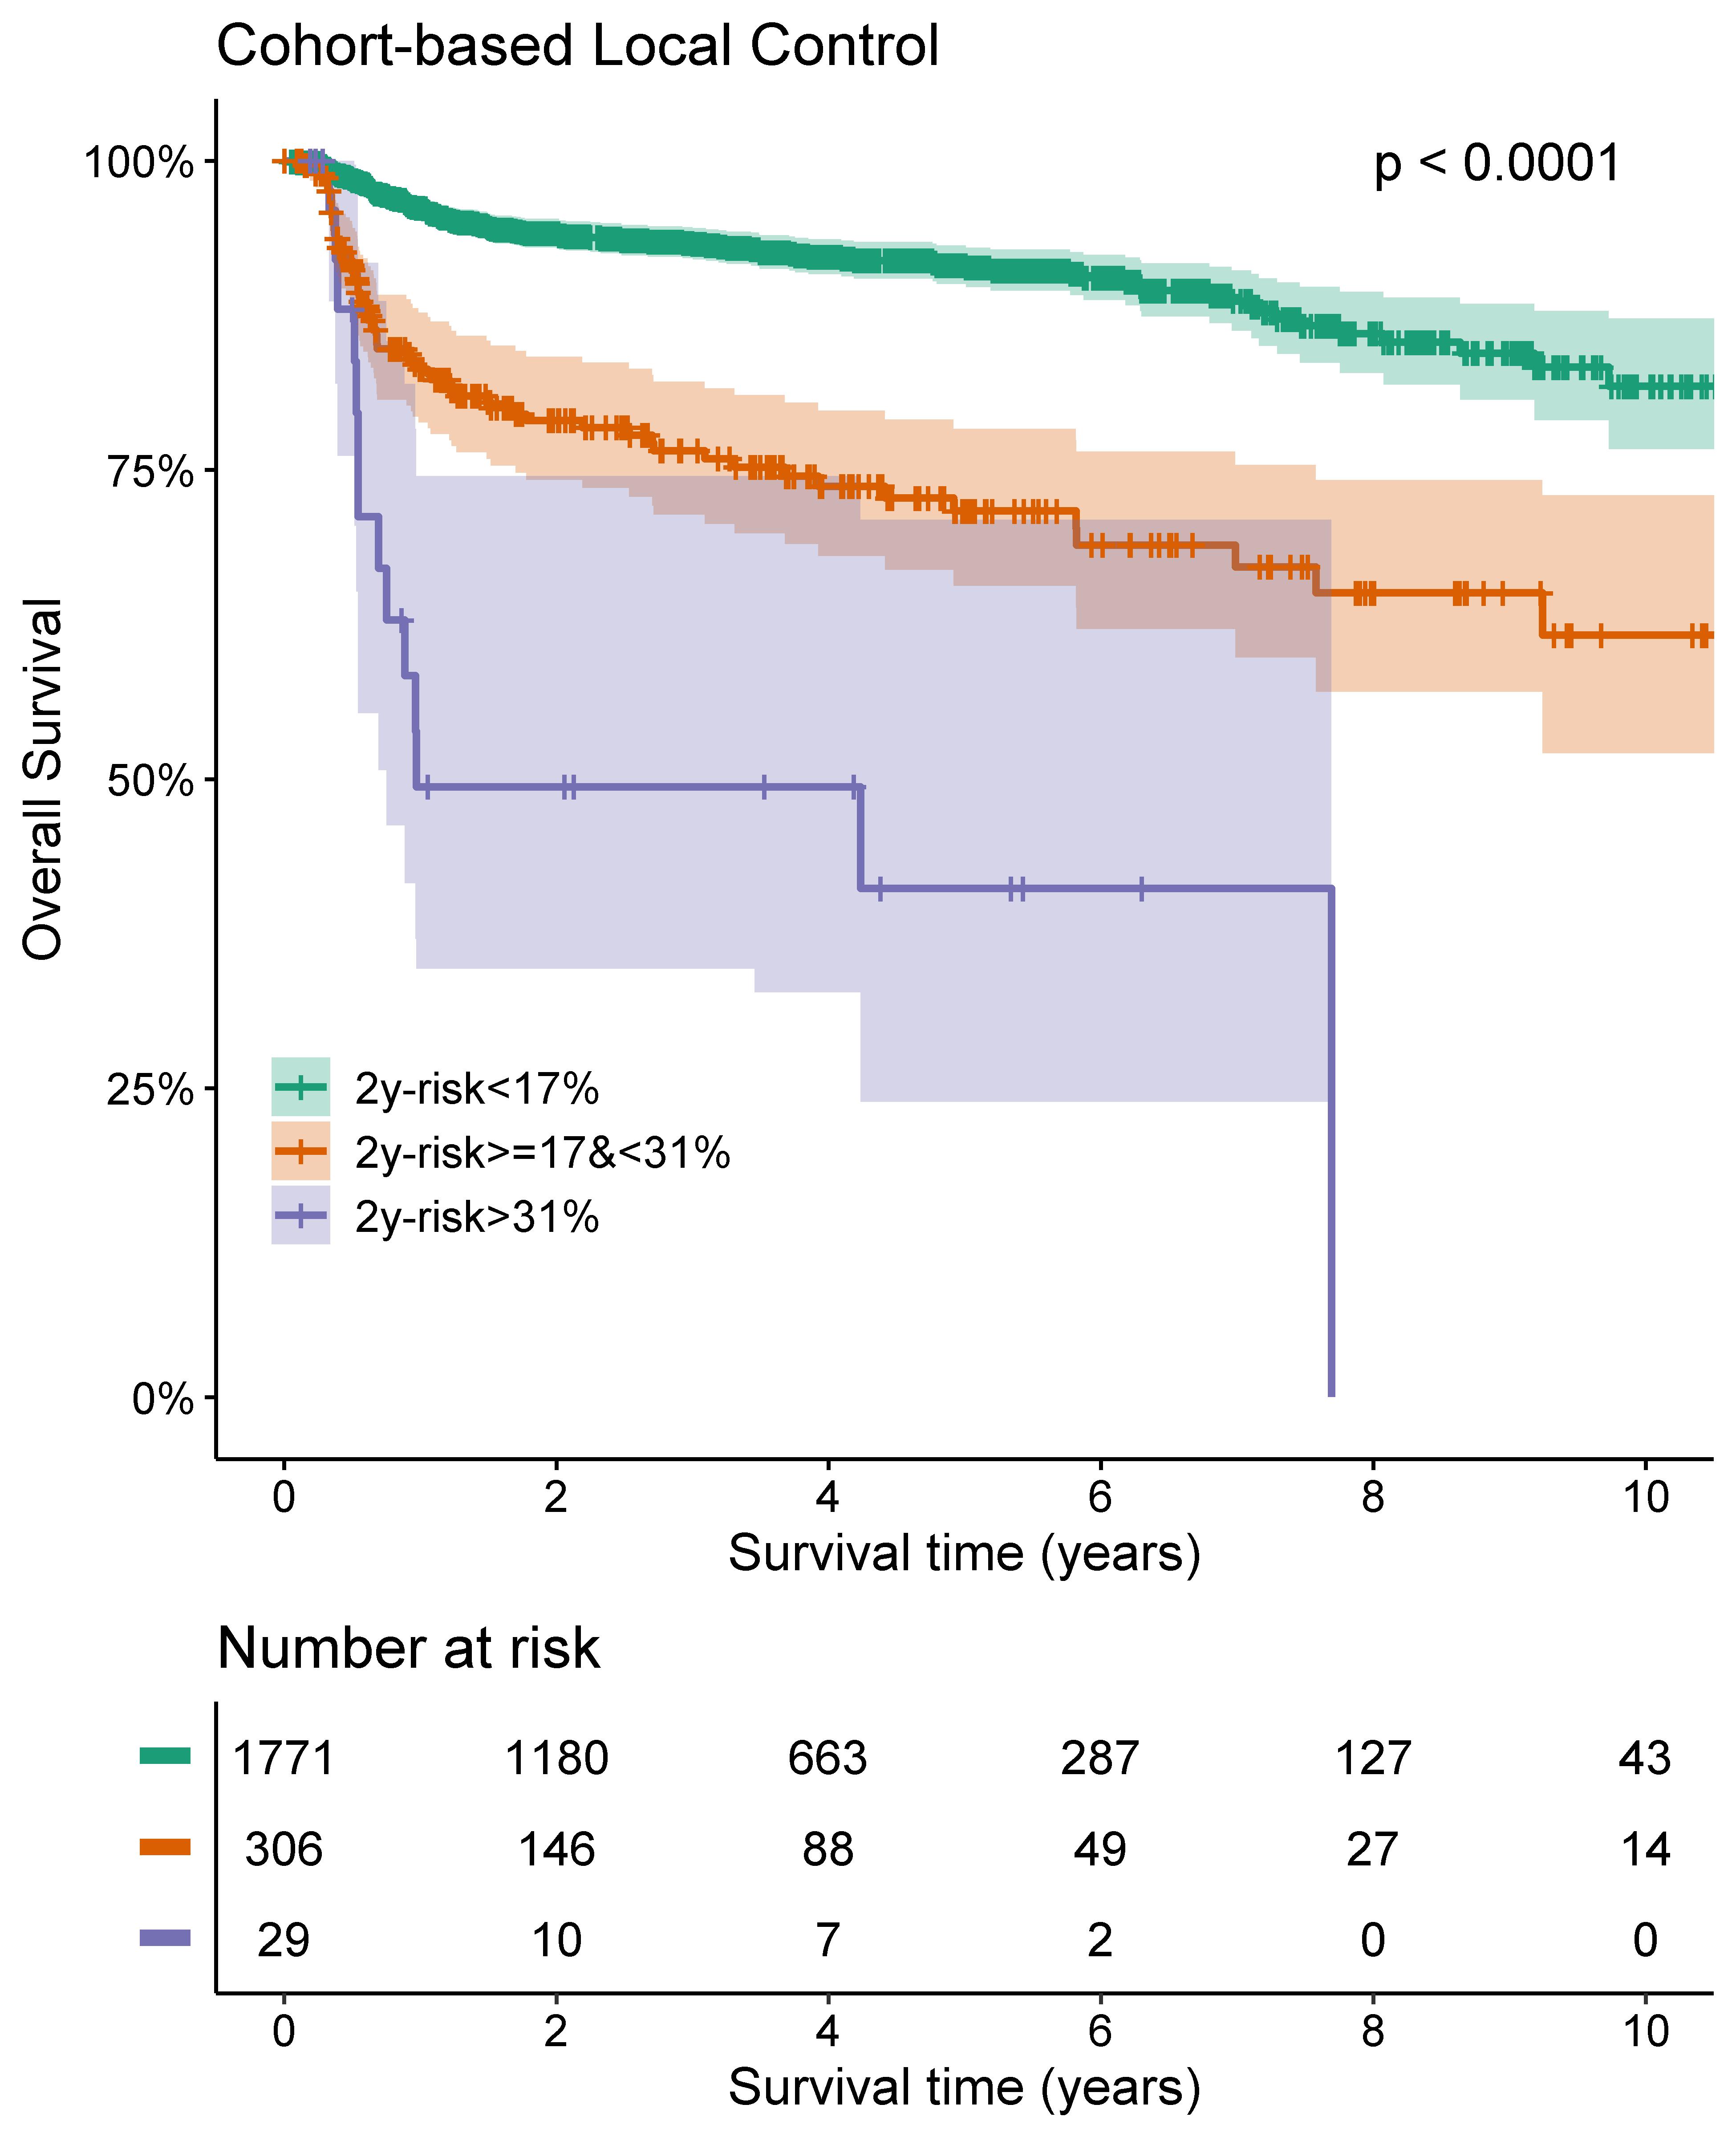 Cohort-based Local Control
p < 0.0001
100%
75%
50%
25%
0%
Overall Survival
2y-risk<17%
2y-risk>=17&<31%
2y-risk>31%
0 2 4 6 8 10
Survival time (years)
Number at risk
1771 1180 663 287 127 43
306 146 88 49 27 14
29 10 7 2 0 0
0 2 4 6 8 10
Survival time (years)